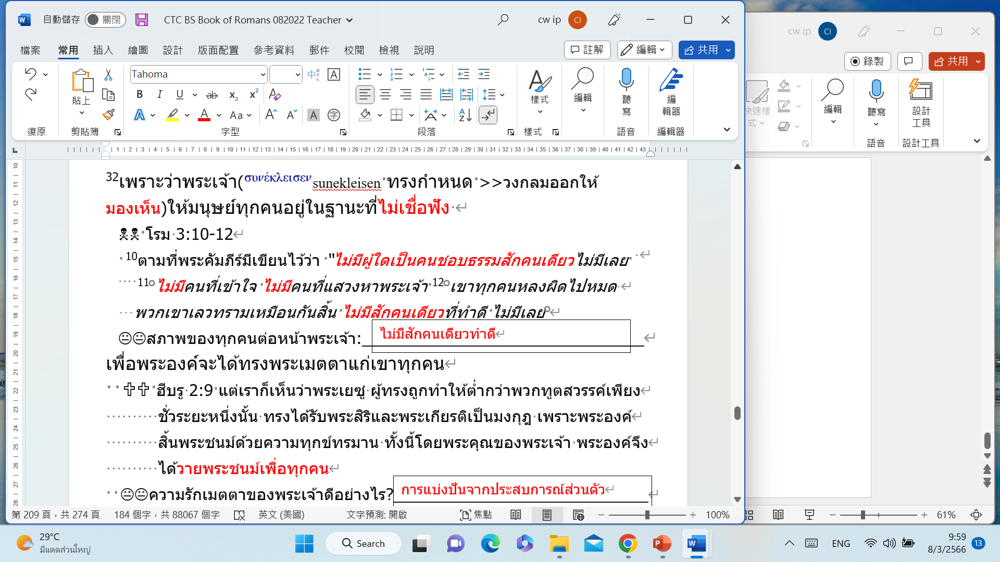 自動儲存 關閉 CTC BS Book of Romans 082022 Teacher cw ip CI
cw ip CI
檔案 常用 插入 繪圖 設計 版面配置 參考資料 郵件 校閱 檢視 說明 註解 編輯 共用
錄製 共用
Tahoma
貼上 樣式 編輯 聽寫 編輯器
復原 剪貼簿 字型 段落 樣式 語音 編輯器
快速樣式 編輯 聽寫 設計工具
語音 設計工具
1 2 3 4 5 6 7 8 9 10 11 12 13 14 15 16 17 18 19 20 21 22 23 24 25 26 27 28 29 30 31 32 33 34 35 36 37 38 39 40 41 42 43
10 11 12 13 14 15 16 17 18 19 20 21 22 23 24 25 26 27 28
32เพราะว่าพระเจ้า(συνέκλεισεν sunekleisen ทรงกำหนด >>วงกลมออกให้
มองเห็น)ให้มนุษย์ทุกคนอยู่ในฐานะที่ไม่เชื่อฟัง
☠☠ โรม 3:10-12
10ตามที่พระคัมภีร์มีเขียนไว้ว่า "ไม่มีผู้ใดเป็นคนชอบธรรมสักคนเดียว ไม่มีเลย
11 ไม่มีคนที่เข้าใจ ไม่มีคนที่แสวงหาพระเจ้า 12 เขาทุกคนหลงผิดไปหมด
พวกเขาเลวทรามเหมือนกันสิ้น ไม่มีสักคนเดียวที่ทำดี ไม่มีเลย
😐😐สภาพของทุกคนต่อหน้าพระเจ้า: ไม่มีสักคนเดียวทำดี
เพื่อพระองค์จะได้ทรงพระเมตตาแก่เขาทุกคน
✞✞ ฮีบรู 2:9 แต่เราก็เห็นว่าพระเยซู ผู้ทรงถูกทำให้ต่ำกว่าพวกทูตสวรรค์เพียง
ชั่วระยะหนึ่งนั้น ทรงได้รับพระสิริและพระเกียรติเป็นมงกุฎ เพราะพระองค์
สิ้นพระชนม์ด้วยความทุกข์ทรมาน ทั้งนี้โดยพระคุณของพระเจ้า พระองค์จึง
ได้วายพระชนม์เพื่อทุกคน
😐😐ความรักเมตตาของพระเจ้าดีอย่างไร? การแบ่งปันจากประสบการณ์ส่วนตัว
第 209 頁，共 274 頁 184 個字，共 88067 個字 英文 (美國) 文字預測: 開啟 焦點 100%
61%
29°C
มีแดดส่วนใหญ่
Search
ENG
9:59
8/3/2566
13